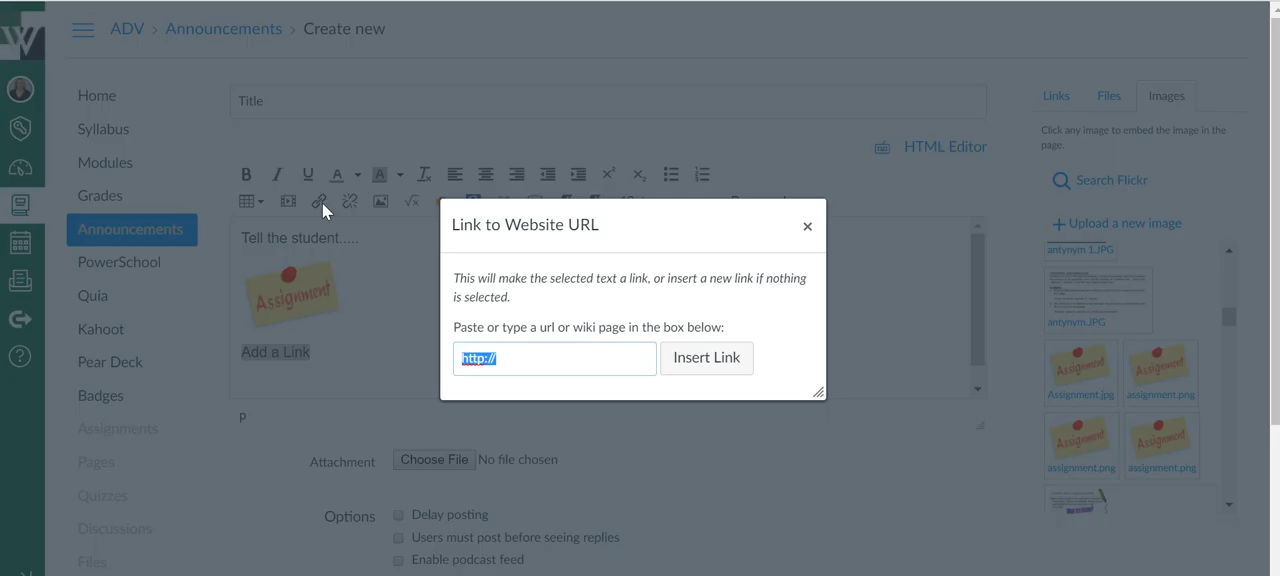 W
ADV › Announcements › Create new
Home
Syllabus
Modules
Grades
Announcements
PowerSchool
Quia
Kahoot
Pear Deck
Badges
Assignments
Pages
Quizzes
Discussions
Files
Title
HTML Editor
B I U A A
Tell the student.....
Assignment
Add a Link
p
Link to Website URL
This will make the selected text a link, or insert a new link if nothing
is selected.
Paste or type a url or wiki page in the box below:
http://
Insert Link
Attachment Choose File No file chosen
Options Delay posting
Users must post before seeing replies
Enable podcast feed
Links Files Images
Click any image to embed the image in the
page.
Search Flickr
Upload a new image
antynym 1.JPG
antynym.JPG
Assignment Assignment
Assignment.jpg assignment.png
Assignment Assignment
assignment.png assignment.png